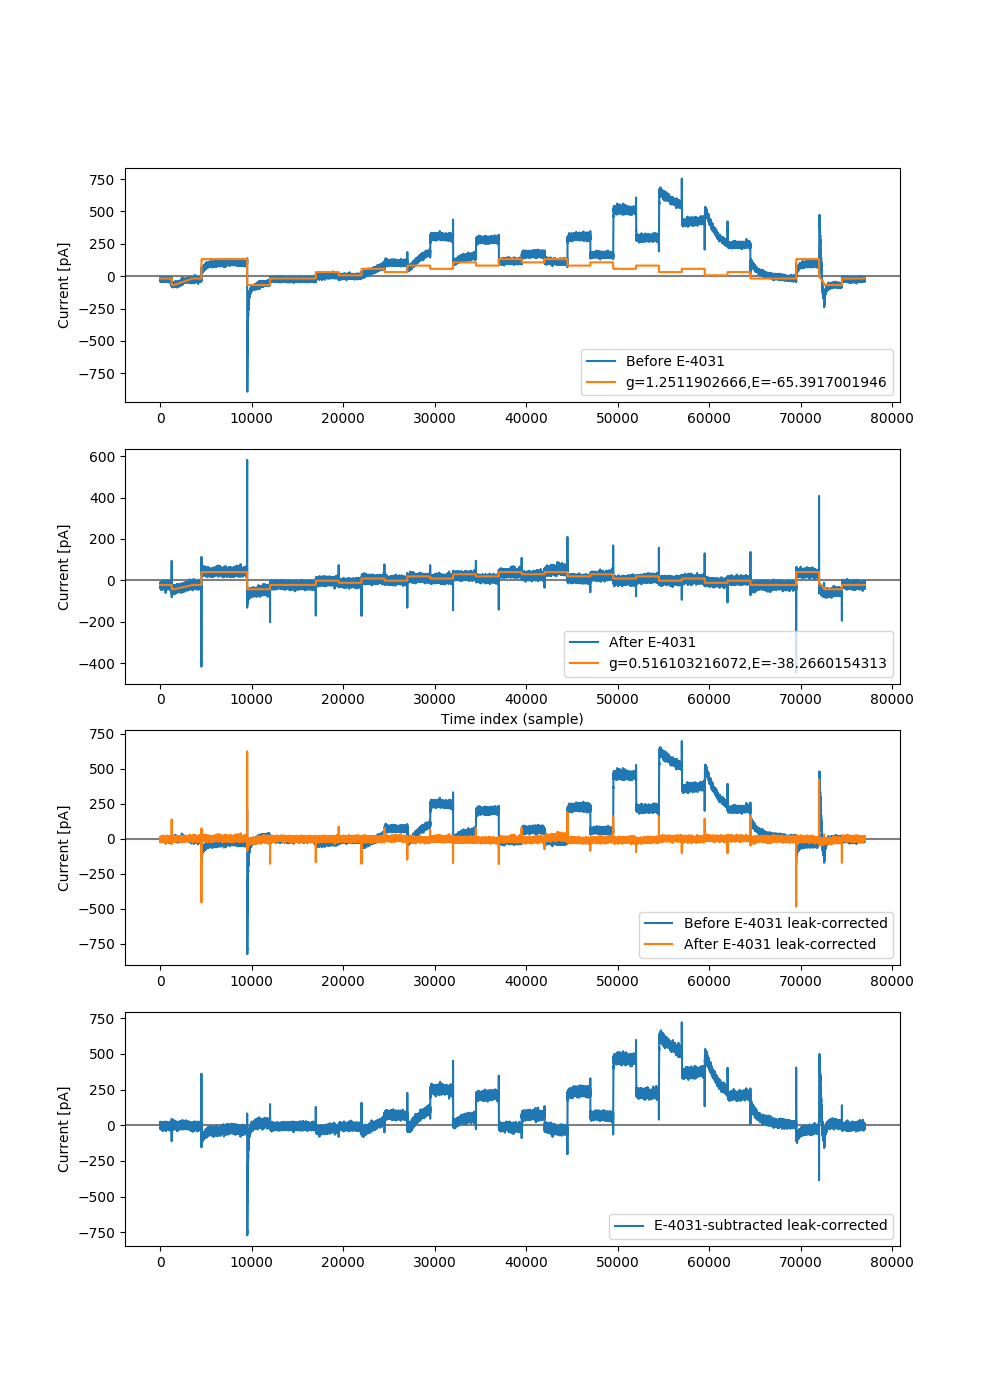 750
500
250
0
−250
−500
−750
Current [pA]
Before E-4031
g=1.2511902666,E=-65.3917001946
0 10000 20000 30000 40000 50000 60000 70000 80000
600
400
200
0
−200
−400
Current [pA]
After E-4031
g=0.516103216072,E=-38.2660154313
0 10000 20000 30000 40000 50000 60000 70000 80000
Time index (sample)
750
500
250
0
−250
−500
−750
Current [pA]
Before E-4031 leak-corrected
After E-4031 leak-corrected
0 10000 20000 30000 40000 50000 60000 70000 80000
750
500
250
0
−250
−500
−750
Current [pA]
E-4031-subtracted leak-corrected
0 10000 20000 30000 40000 50000 60000 70000 80000